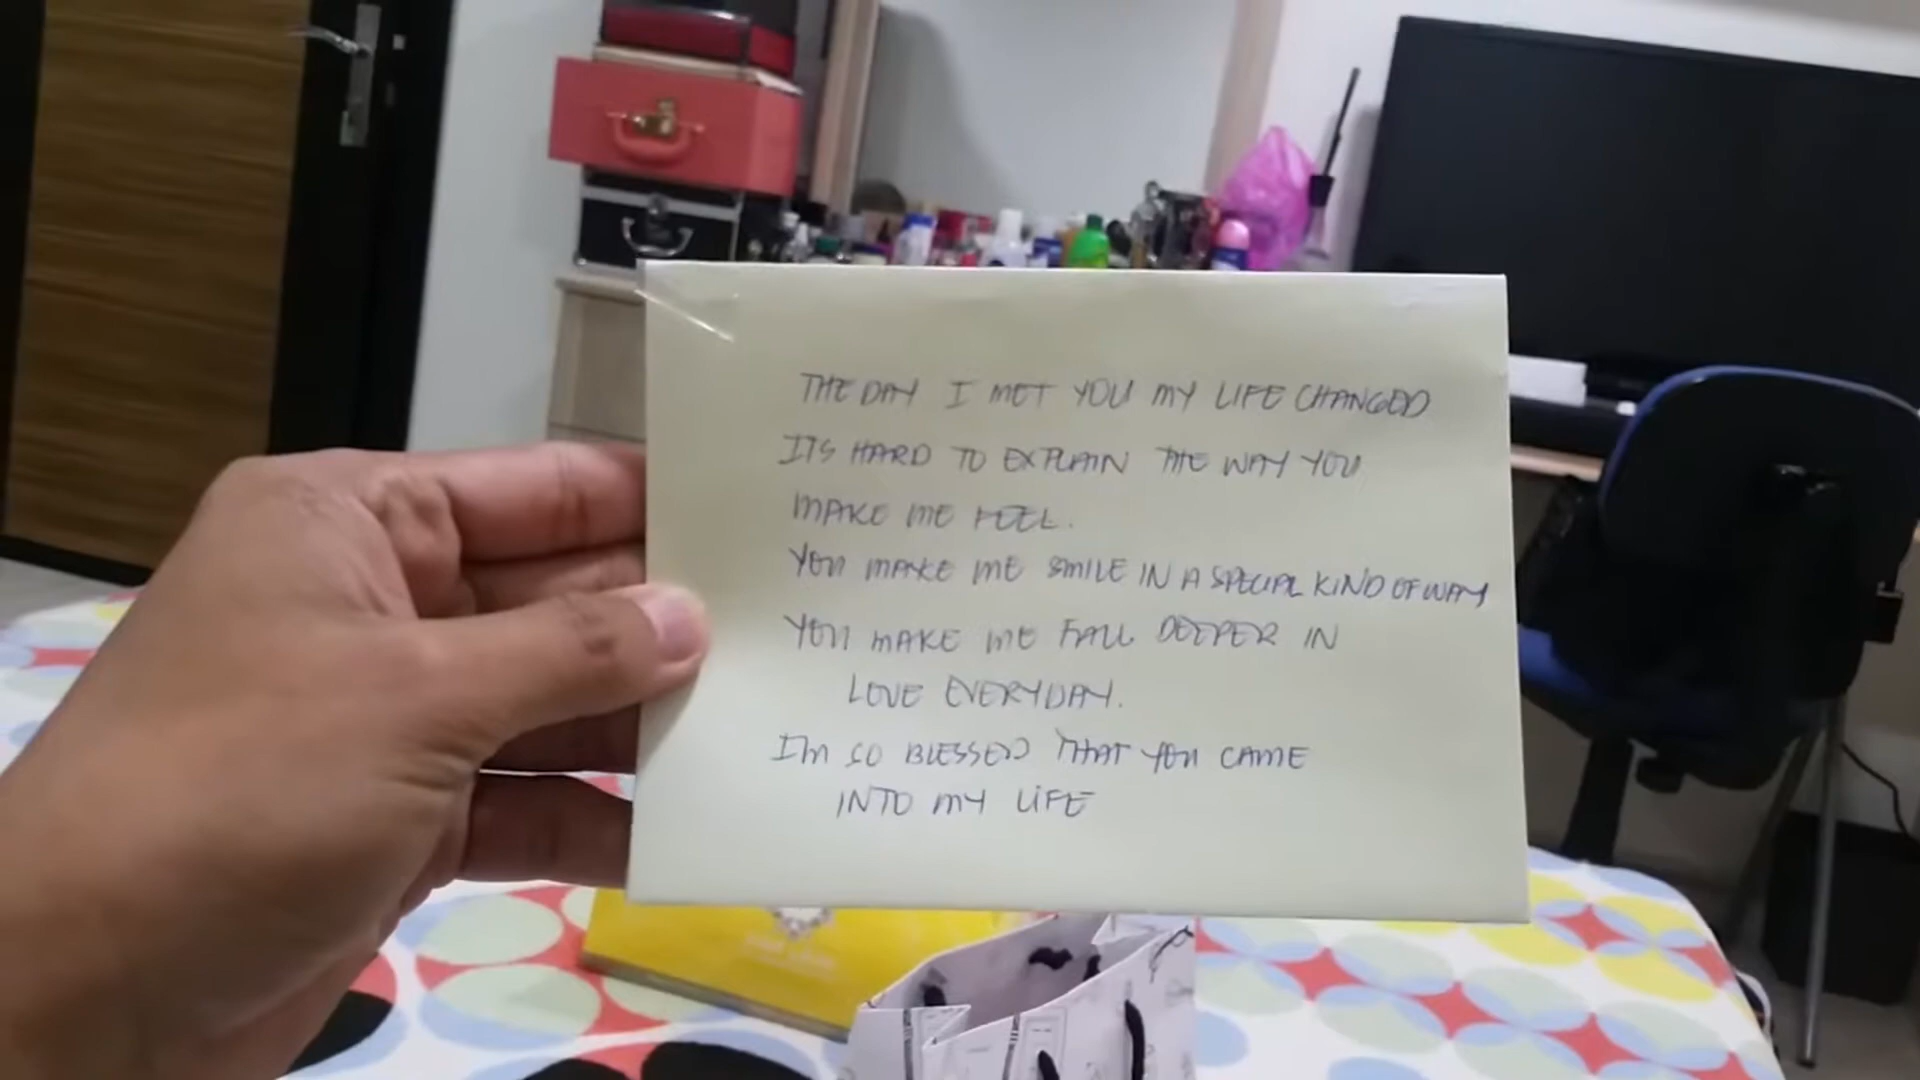 THE DAY I MET YOU MY LIFE CHANGED
ITS HARD TO EXPLAIN THE WAY YOU
MAKE ME FEEL.
YOU MAKE ME SMILE IN A SPECIAL KIND OF WAY
YOU MAKE ME FALL DEEPER IN
LOVE EVERYDAY.
I'M SO BLESSED THAT YOU CAME
INTO MY LIFE